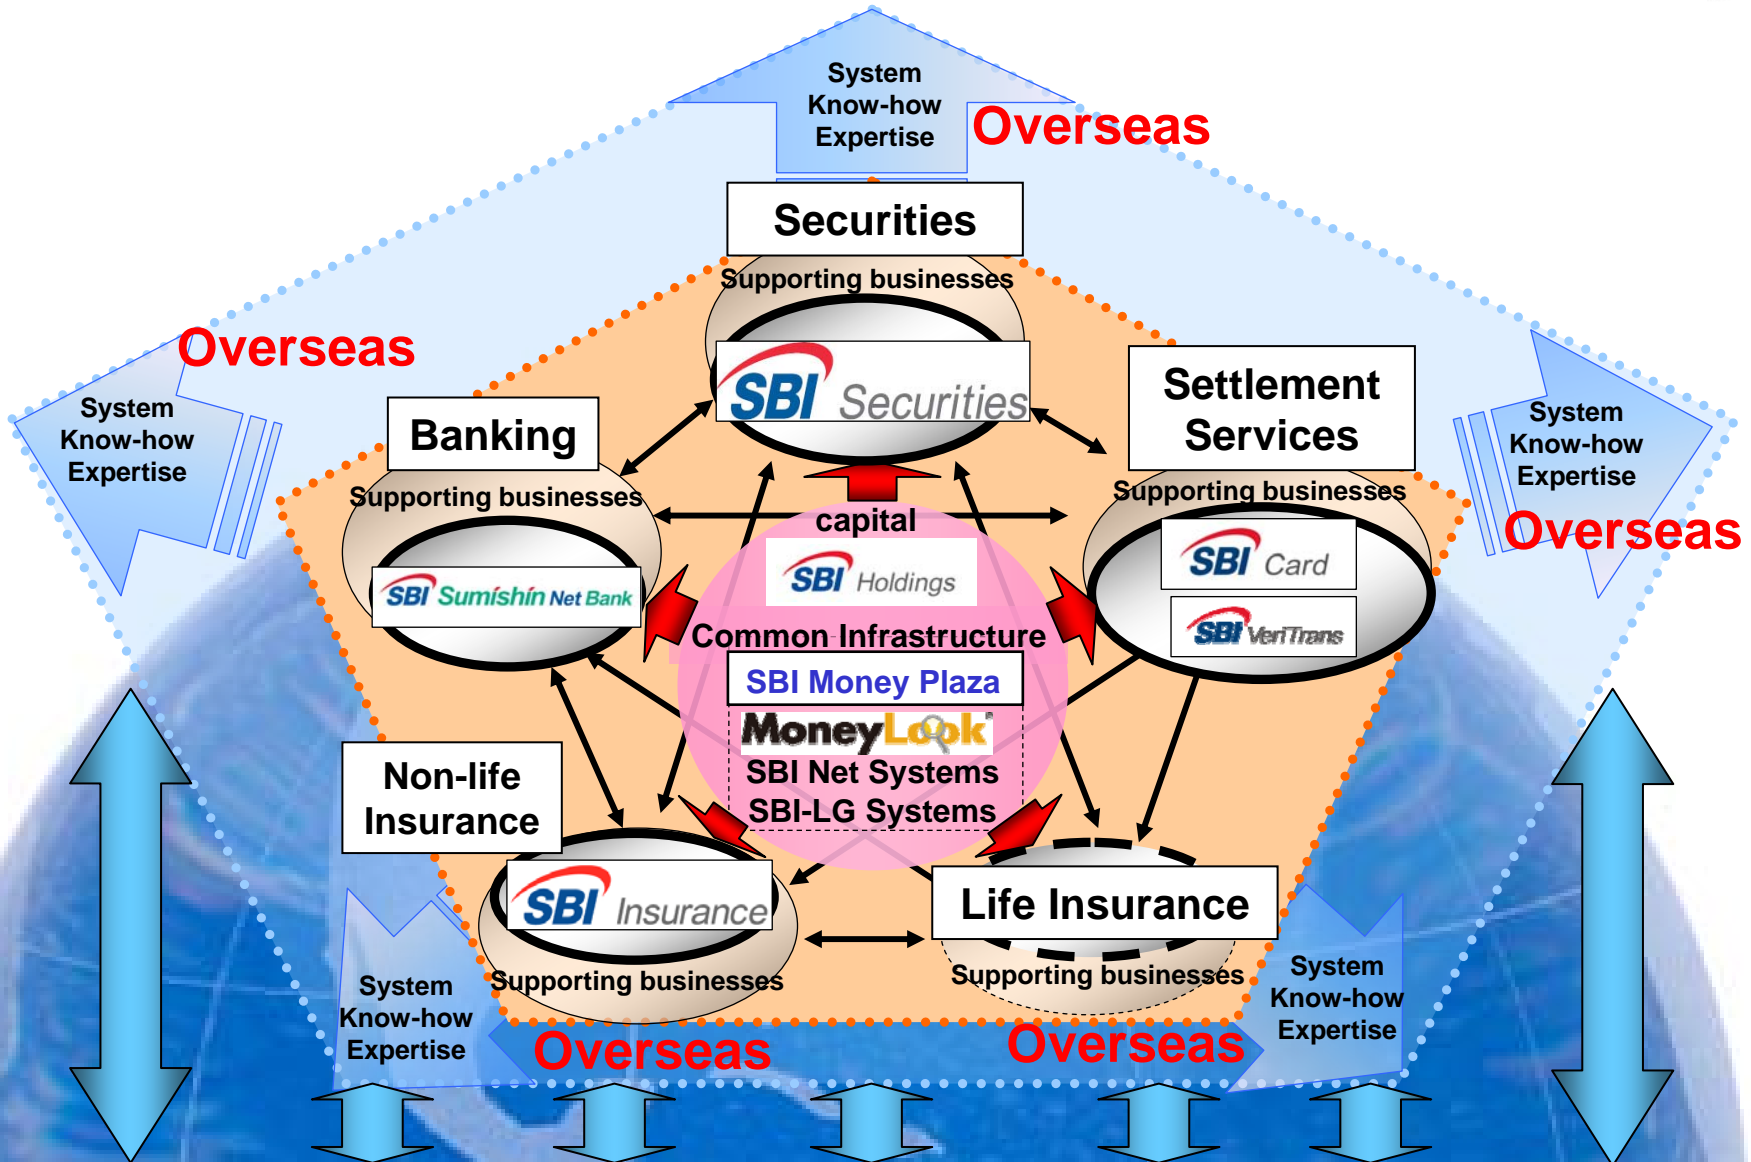 System
Know-how
Expertise
Overseas
Securities
Supporting businesses
SBI Securities
Overseas
System
Know-how
Expertise
Banking
Supporting businesses
SBI Sumishin Net Bank
Settlement
Services
Supporting businesses
SBI Card
SBI VeriTrans
System
Know-how
Expertise
Overseas
capital
SBI Holdings
Common Infrastructure
SBI Money Plaza
MoneyLook
SBI Net Systems
SBI-LG Systems
Non-life
Insurance
SBI Insurance
Supporting businesses
Life Insurance
Supporting businesses
System
Know-how
Expertise
Overseas
Overseas
System
Know-how
Expertise